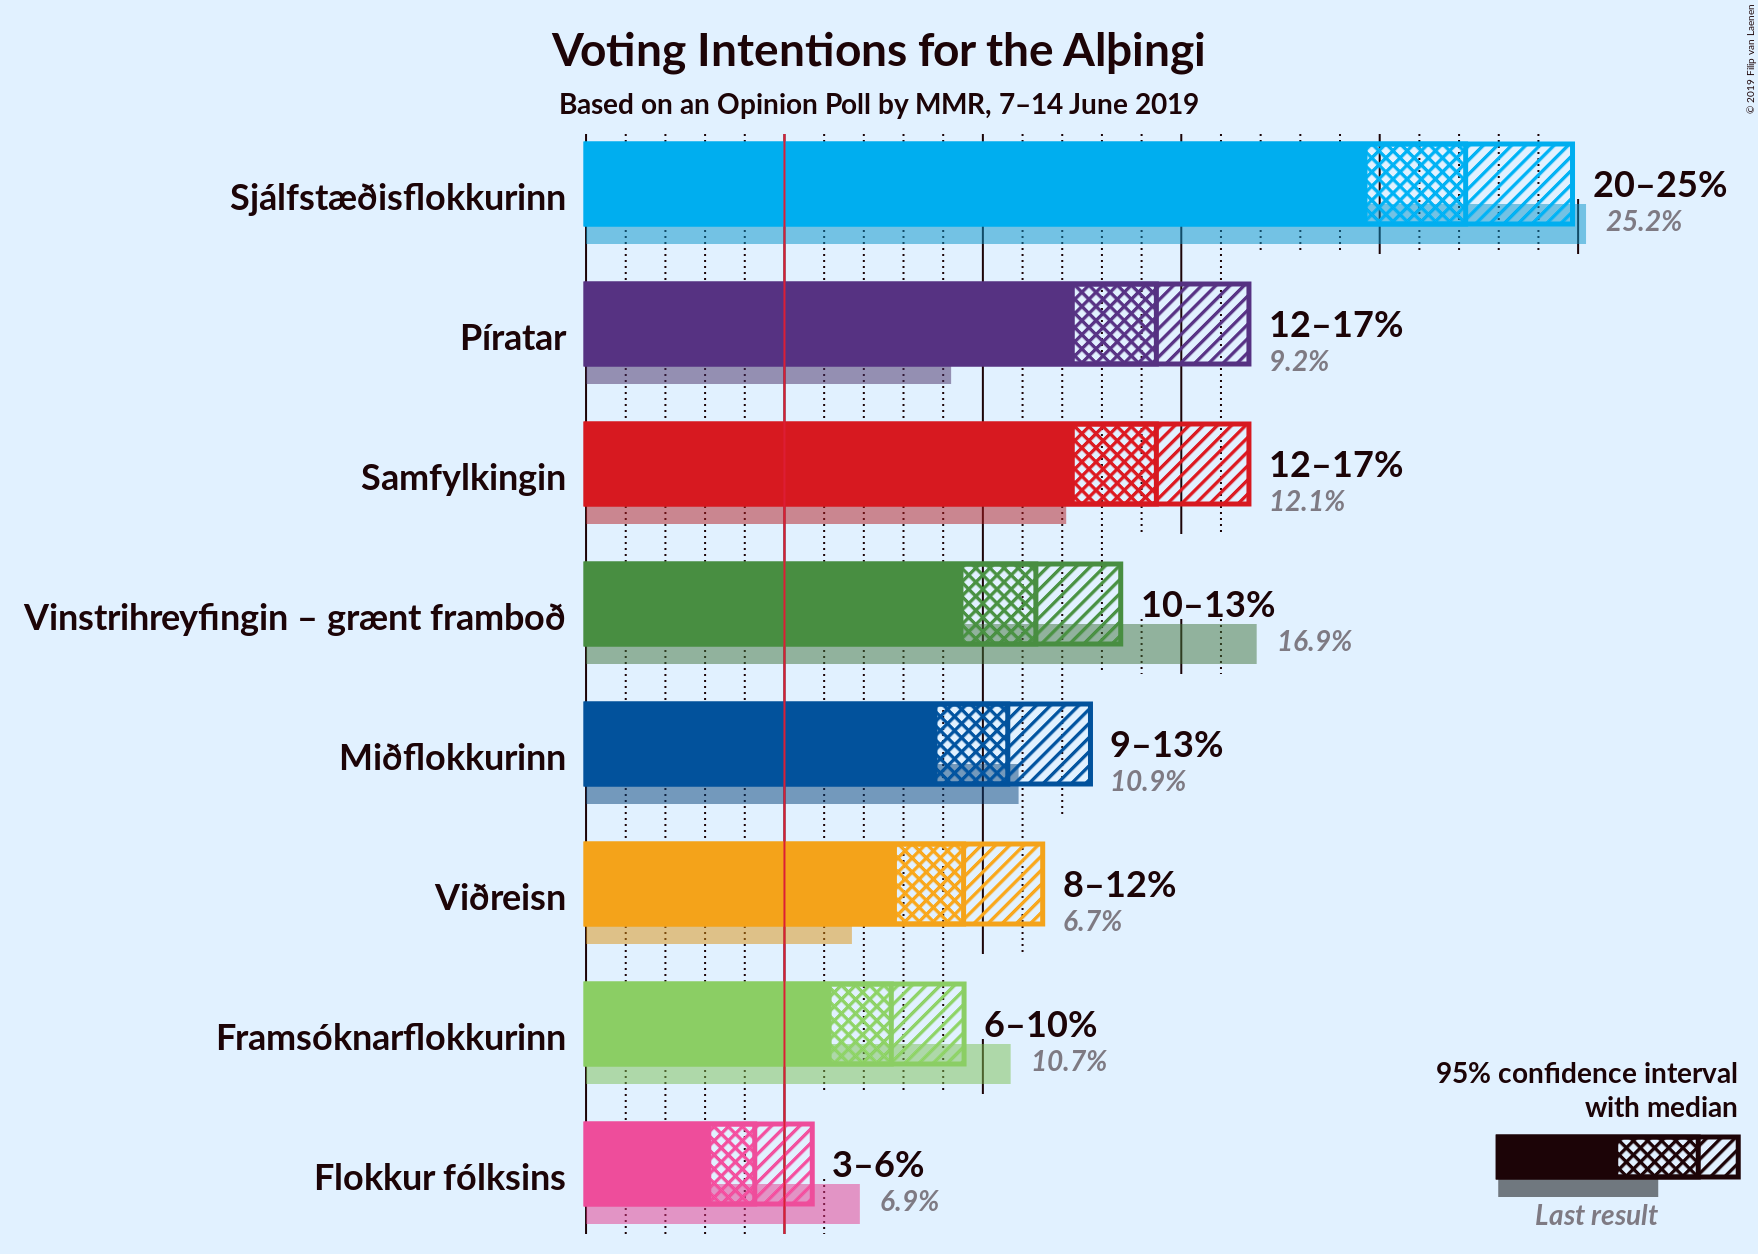 Voting Intentions for the Alþingi
Based on an Opinion Poll by MMR, 7–14 June 2019
© 2019 Filip van Laenen
Sjálfstæðisflokkurinn
20–25%
25.2%
Píratar
12–17%
9.2%
Samfylkingin
12–17%
12.1%
Vinstrihreyfingin – grænt framboð
10–13%
16.9%
Miðflokkurinn
9–13%
10.9%
Viðreisn
8–12%
6.7%
Framsóknarflokkurinn
6–10%
10.7%
Flokkur fólksins
3–6%
6.9%
95% confidence interval
with median
Last result